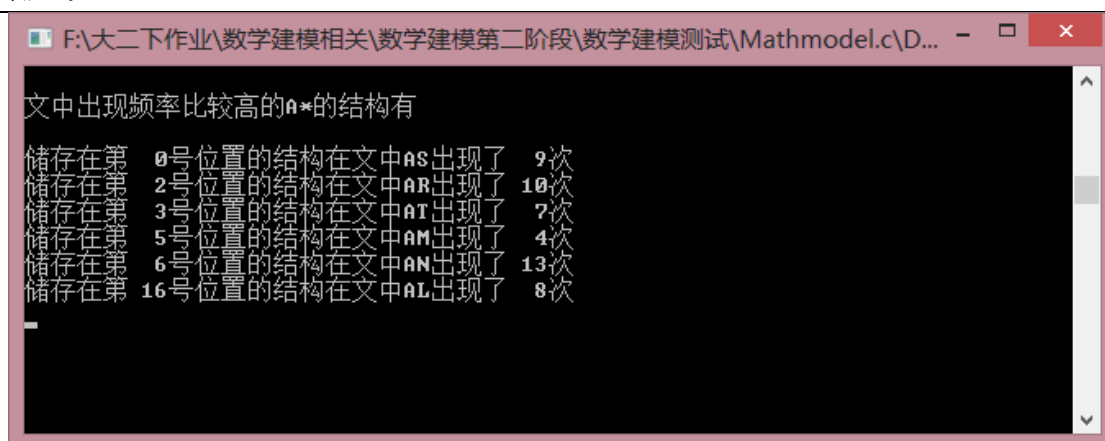 F:\大二下作业\数学建模相关\数学建模第二阶段\数学建模测试\Mathmodel.c\D...
文中出现频率比较高的A*的结构有
储存在第  0号位置的结构在文中AS出现了  9次
储存在第  2号位置的结构在文中AR出现了 10次
储存在第  3号位置的结构在文中AT出现了  7次
储存在第  5号位置的结构在文中AM出现了  4次
储存在第  6号位置的结构在文中AN出现了 13次
储存在第 16号位置的结构在文中AL出现了  8次